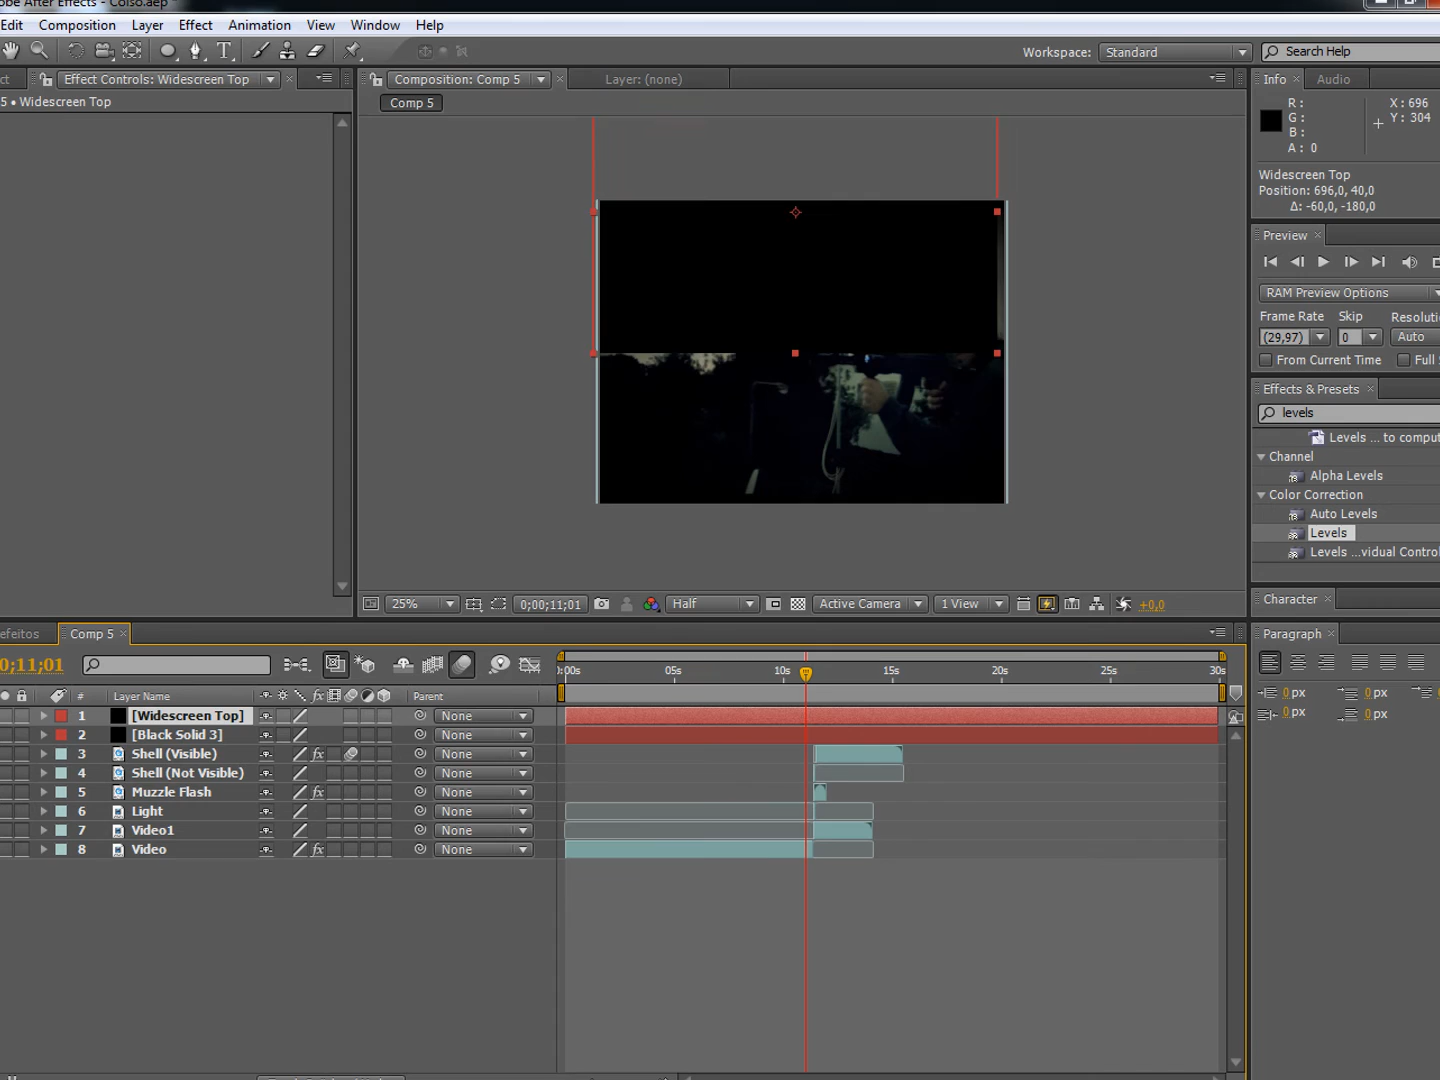 obe After Effects - Coiso.aep *
Edit Composition Layer Effect Animation View Window Help
Workspace: Standard Search Help
ct Effect Controls: Widescreen Top
5 • Widescreen Top
Composition: Comp 5 Layer: (none)
Comp 5
Info Audio
R: X: 696
G: Y: 304
B:
A: 0
Widescreen Top
Position: 696,0, 40,0
Δ: -60,0, -180,0
Preview
RAM Preview Options
Frame Rate Skip Resoluti
(29,97) 0 Auto
From Current Time Full
Effects & Presets
levels
Levels ... to comput
Channel
Alpha Levels
Color Correction
Auto Levels
Levels
Levels ...vidual Control
Character
Paragraph
0 px 0 px
0 px 0 px
25% 0;00;11;01 Half Active Camera 1 View +0,0
efeitos Comp 5
0;11;01
# Layer Name fx Parent
):00s 05s 10s 15s 20s 25s 30s
1 [Widescreen Top] None
2 [Black Solid 3] None
3 Shell (Visible) fx None
4 Shell (Not Visible) None
5 Muzzle Flash fx None
6 Light None
7 Video1 None
8 Video fx None